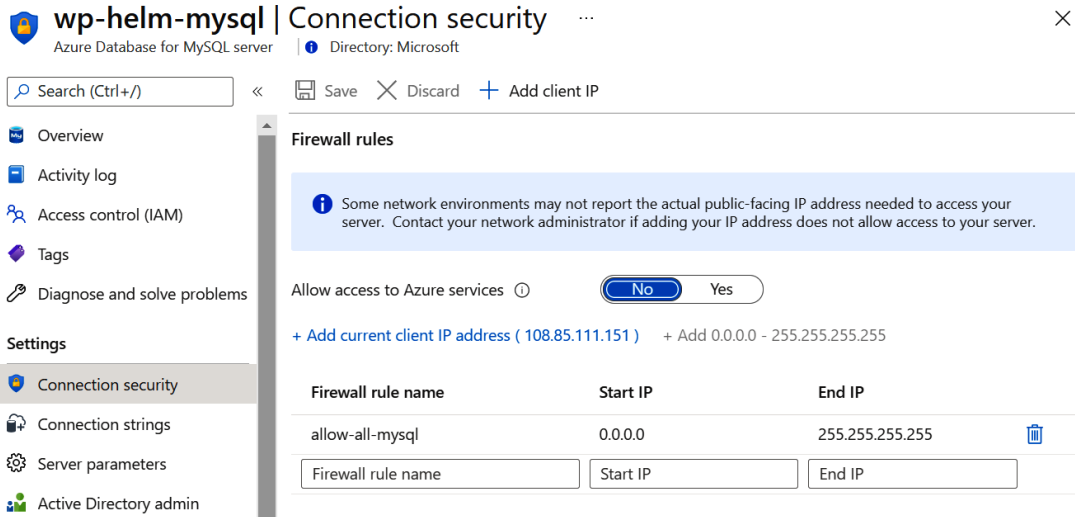 wp-helm-mysql | Connection security ...
Azure Database for MySQL server | Directory: Microsoft
Search (Ctrl+/)
«
Save Discard + Add client IP
Overview
Activity log
Access control (IAM)
Tags
Diagnose and solve problems
Settings
Connection security
Connection strings
Server parameters
Active Directory admin
Firewall rules
Some network environments may not report the actual public-facing IP address needed to access your
server. Contact your network administrator if adding your IP address does not allow access to your server.
Allow access to Azure services No Yes
+ Add current client IP address ( 108.85.111.151 ) + Add 0.0.0.0 - 255.255.255.255
Firewall rule name Start IP End IP
allow-all-mysql 0.0.0.0 255.255.255.255
Firewall rule name Start IP End IP